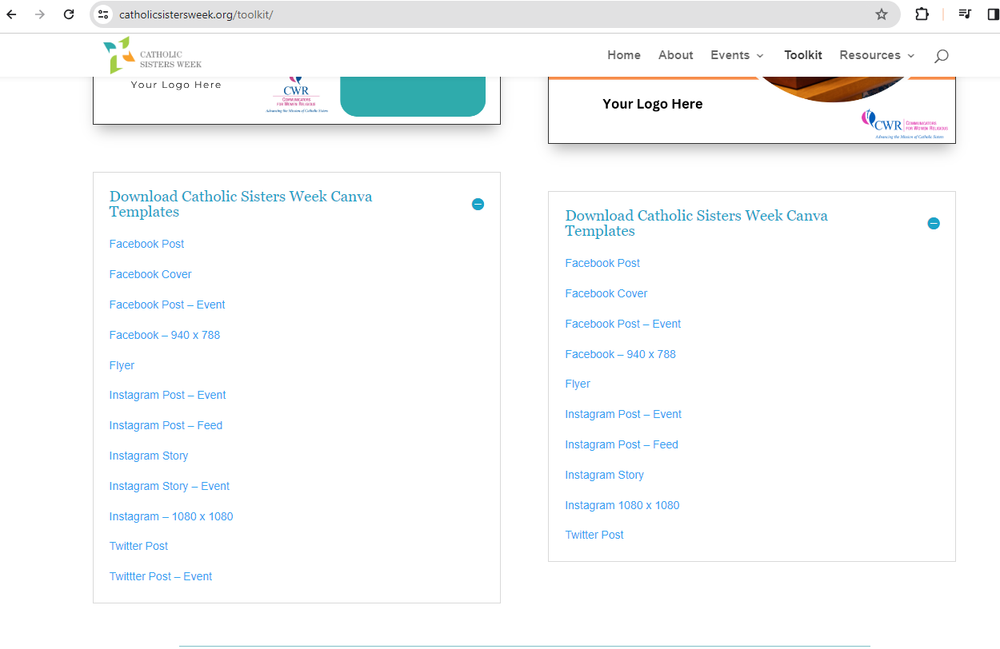 catholicsistersweek.org/toolkit/
CATHOLIC
SISTERS WEEK
Home About Events Toolkit Resources
Your Logo Here
CWR
COMMUNICATORS
FOR WOMEN RELIGIOUS
Advancing the Mission of Catholic Sisters
Your Logo Here
CWR COMMUNICATORS
FOR WOMEN RELIGIOUS
Advancing the Mission of Catholic Sisters
Download Catholic Sisters Week Canva
Templates
Facebook Post
Facebook Cover
Facebook Post – Event
Facebook – 940 x 788
Flyer
Instagram Post – Event
Instagram Post – Feed
Instagram Story
Instagram Story – Event
Instagram – 1080 x 1080
Twitter Post
Twittter Post – Event
Download Catholic Sisters Week Canva
Templates
Facebook Post
Facebook Cover
Facebook Post – Event
Facebook – 940 x 788
Flyer
Instagram Post – Event
Instagram Post – Feed
Instagram Story
Instagram 1080 x 1080
Twitter Post